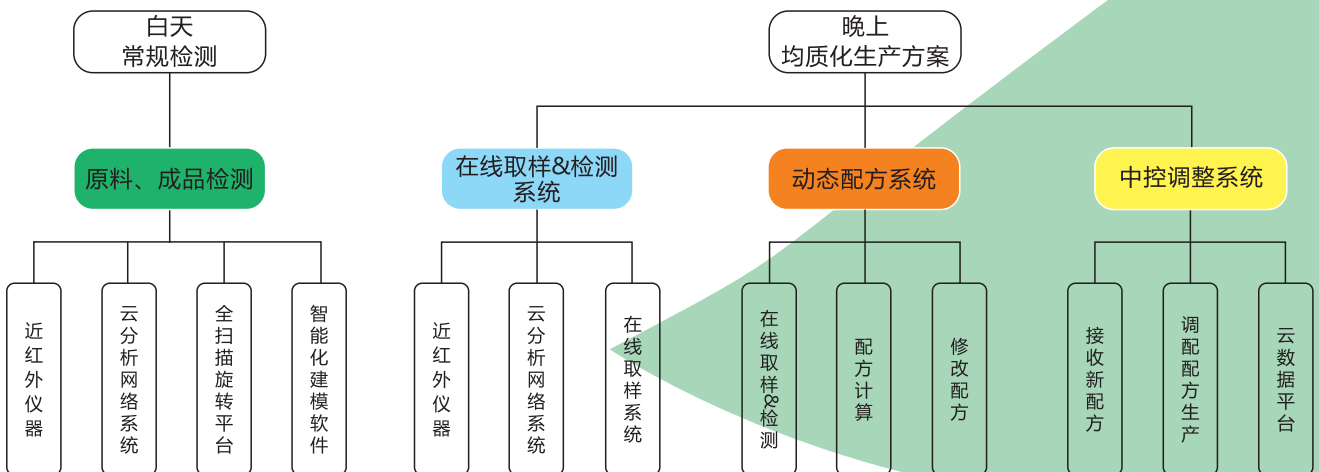 白天
常规检测
晚上
均质化生产方案
原料、成品检测
在线取样&检测
系统
动态配方系统
中控调整系统
近红外仪器
云分析网络系统
全扫描旋转平台
智能化建模软件
近红外仪器
云分析网络系统
在线取样系统
在线取样&检测
配方计算
修改配方
接收新配方
调配配方生产
云数据平台